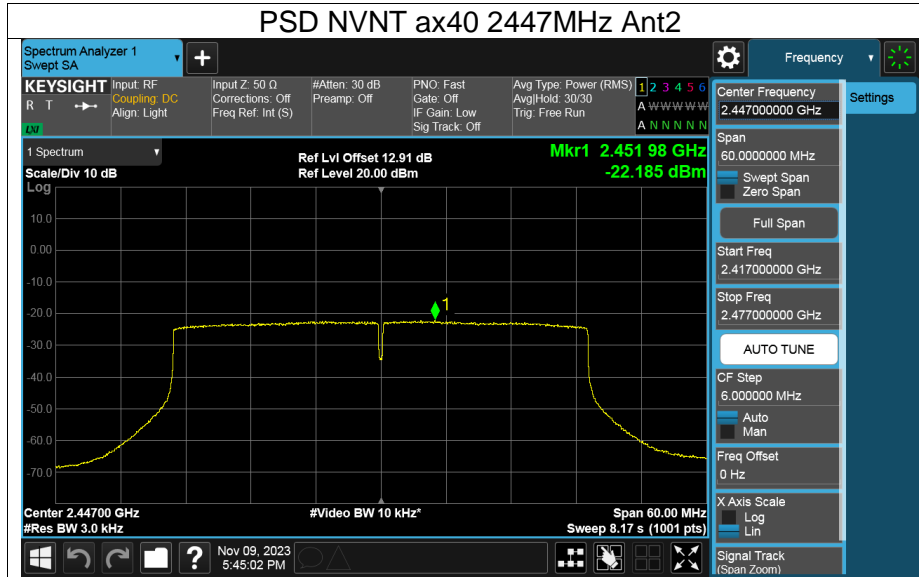 PSD NVNT ax40 2447MHz Ant2
Spectrum Analyzer 1
Swept SA
+
Frequency
KEYSIGHT
R T
LXI
Input: RF
Coupling: DC
Align: Light
Input Z: 50 Ω
Corrections: Off
Freq Ref: Int (S)
#Atten: 30 dB
Preamp: Off
PNO: Fast
Gate: Off
IF Gain: Low
Sig Track: Off
Avg Type: Power (RMS)
Avg|Hold: 30/30
Trig: Free Run
1 2 3 4 5 6
A W W W W W
A N N N N N
1 Spectrum
Scale/Div 10 dB
Log
Ref Lvl Offset 12.91 dB
Ref Level 20.00 dBm
Mkr1 2.451 98 GHz
-22.185 dBm
10.0
0.00
-10.0
-20.0
-30.0
-40.0
-50.0
-60.0
-70.0
1
Center 2.44700 GHz
#Res BW 3.0 kHz
#Video BW 10 kHz*
Span 60.00 MHz
Sweep 8.17 s (1001 pts)
Center Frequency
2.447000000 GHz
Settings
Span
60.0000000 MHz
Swept Span
Zero Span
Full Span
Start Freq
2.417000000 GHz
Stop Freq
2.477000000 GHz
AUTO TUNE
CF Step
6.000000 MHz
Auto
Man
Freq Offset
0 Hz
X Axis Scale
Log
Lin
Signal Track
(Span Zoom)
?
Nov 09, 2023
5:45:02 PM